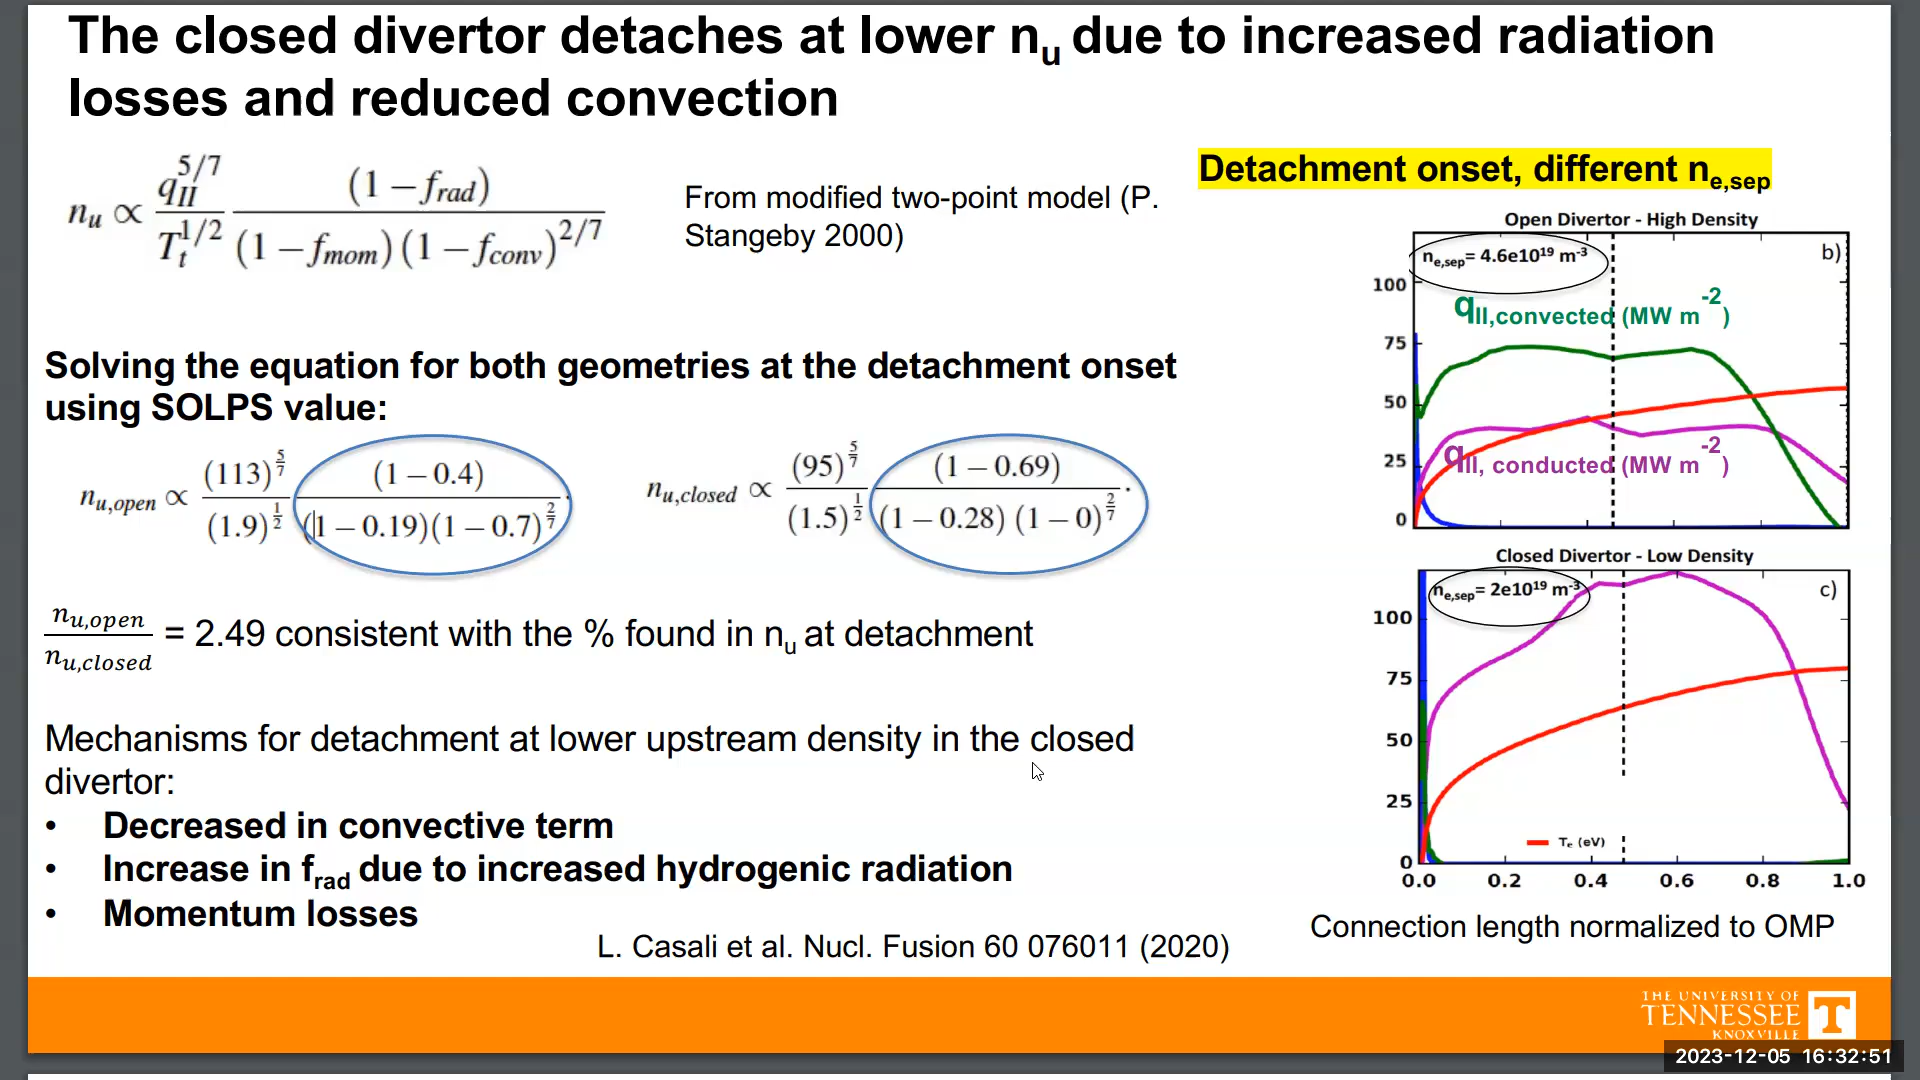 The closed divertor detaches at lower nu due to increased radiation
losses and reduced convection
nu ∝ qII^5/7 / Tt^1/2 (1 − frad) / (1 − fmom)(1 − fconv)^2/7
From modified two-point model (P.
Stangeby 2000)
Solving the equation for both geometries at the detachment onset
using SOLPS value:
nu,open ∝ (113)^5/7 / (1.9)^1/2 (1 − 0.4) / (1 − 0.19)(1 − 0.7)^2/7.
nu,closed ∝ (95)^5/7 / (1.5)^1/2 (1 − 0.69) / (1 − 0.28) (1 − 0)^2/7.
nu,open / nu,closed = 2.49 consistent with the % found in nu at detachment
Mechanisms for detachment at lower upstream density in the closed
divertor:
• Decreased in convective term
• Increase in frad due to increased hydrogenic radiation
• Momentum losses
L. Casali et al. Nucl. Fusion 60 076011 (2020)
Detachment onset, different ne,sep
Open Divertor - High Density
ne,sep= 4.6e10^19 m^-3
b)
qII,convected (MW m^-2)
qII, conducted (MW m^-2)
100
75
50
25
0
Closed Divertor - Low Density
ne,sep= 2e10^19 m^-3
c)
100
75
50
25
0
Te (eV)
0.0 0.2 0.4 0.6 0.8 1.0
Connection length normalized to OMP
THE UNIVERSITY OF
TENNESSEE
KNOXVILLE
T
2023-12-05 16:32:51